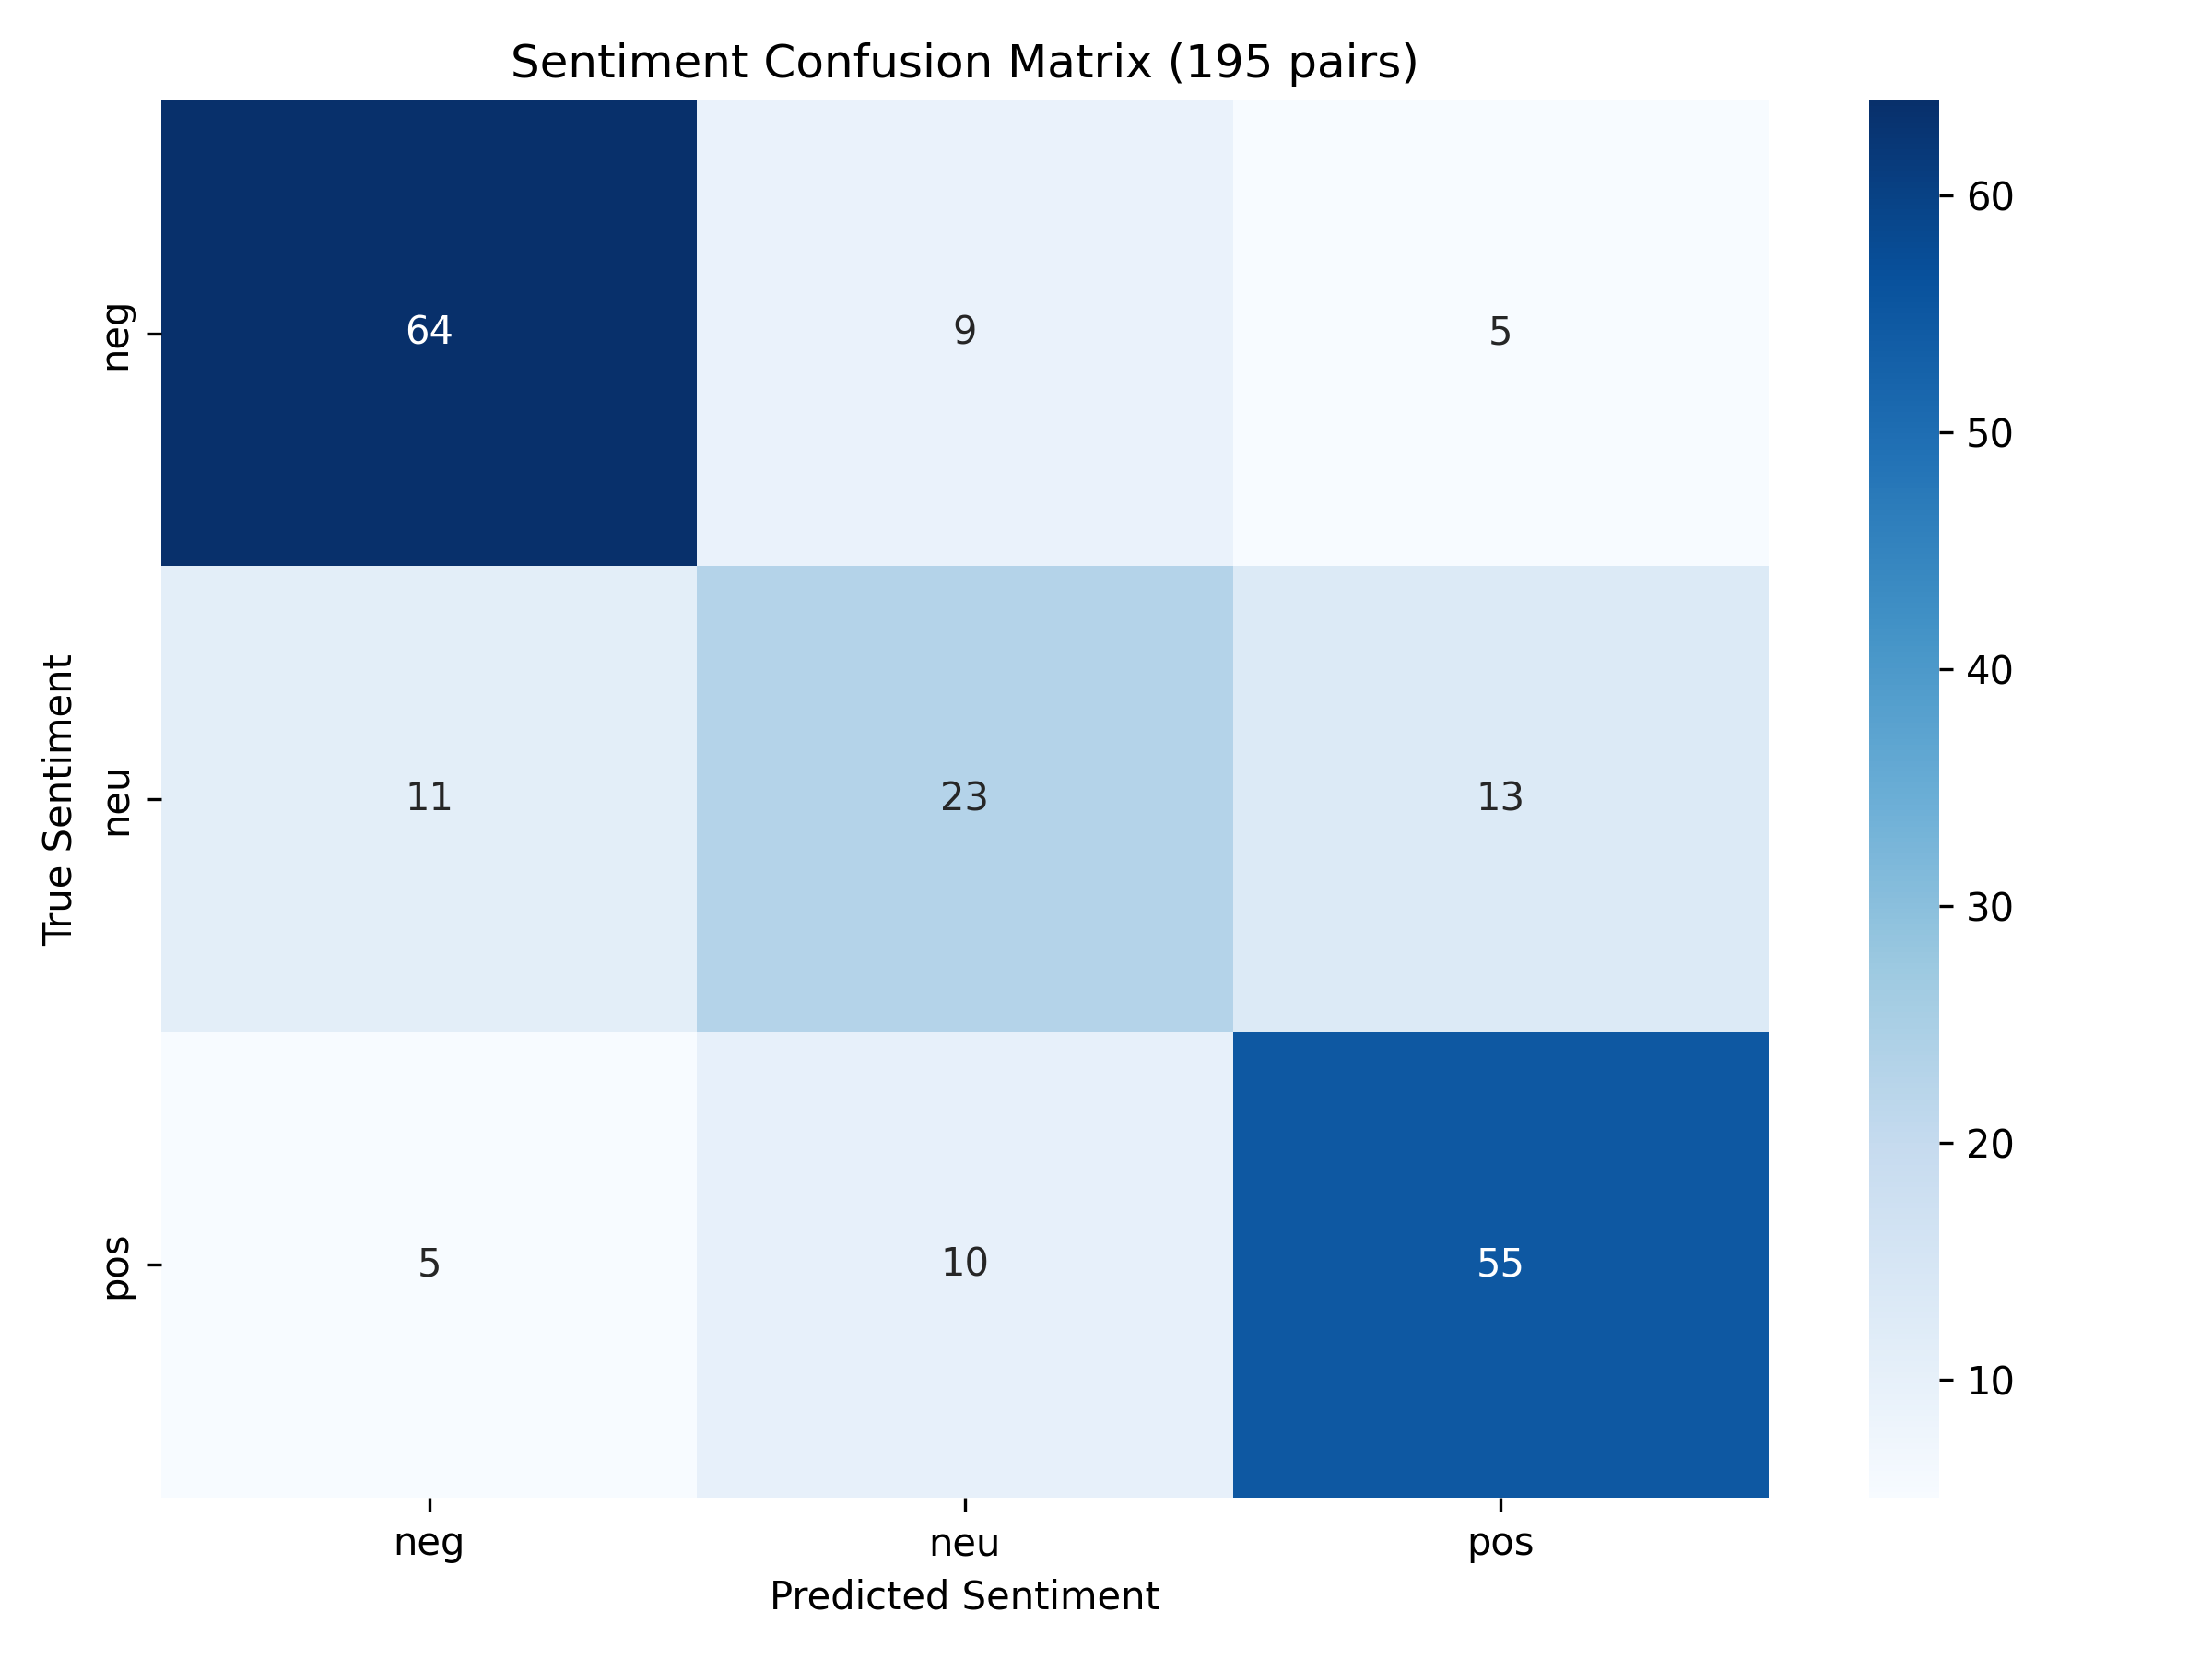 Sentiment Confusion Matrix (195 pairs)
True Sentiment
neg
64 9 5
neu
11 23 13
pos
5 10 55
neg neu pos
Predicted Sentiment
60
50
40
30
20
10